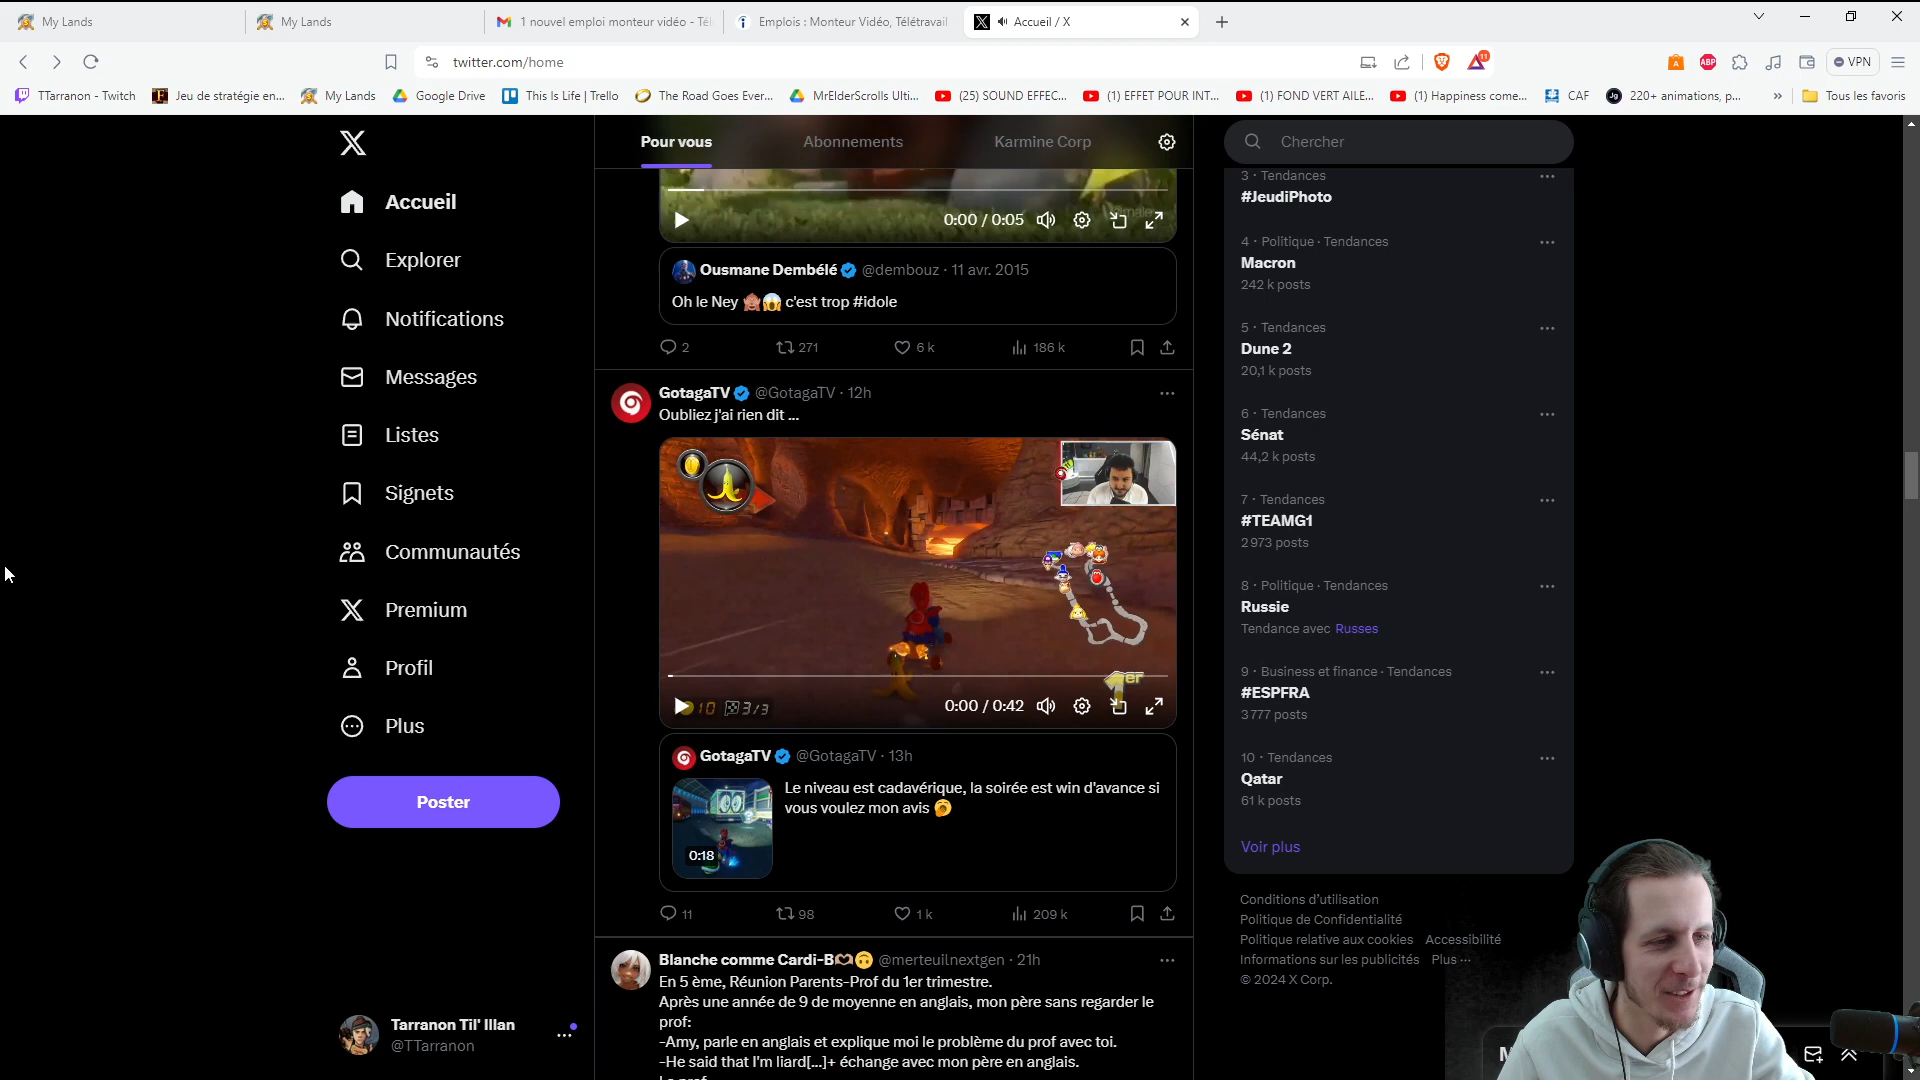 My Lands
My Lands
1 nouvel emploi monteur vidéo - Té
Emplois : Monteur Vidéo, Télétravail
Accueil / X
twitter.com/home
11
ABP
VPN
TTarranon - Twitch
Jeu de stratégie en...
My Lands
Google Drive
This Is Life | Trello
The Road Goes Ever...
MrElderScrolls Ulti...
(25) SOUND EFFEC...
(1) EFFET POUR INT...
(1) FOND VERT AILE...
(1) Happiness come...
CAF
220+ animations, p...
»
Tous les favoris
Accueil
Explorer
Notifications
Messages
Listes
Signets
Communautés
Premium
Profil
Plus
Poster
Tarranon Til' Illan
@TTarranon
Pour vous
Abonnements
Karmine Corp
0:00 / 0:05
Ousmane Dembélé @dembouz · 11 avr. 2015
Oh le Ney 🙈😱 c'est trop #idole
2
271
6 k
186 k
GotagaTV @GotagaTV · 12h
Oubliez j'ai rien dit ...
1er
10 3/3
0:00 / 0:42
GotagaTV @GotagaTV · 13h
Le niveau est cadavérique, la soirée est win d'avance si
vous voulez mon avis 🥱
0:18
11
98
1 k
209 k
Blanche comme Cardi-B🫶🙃 @merteuilnextgen · 21h
En 5 ème, Réunion Parents-Prof du 1er trimestre.
Après une année de 9 de moyenne en anglais, mon père sans regarder le
prof:
-Amy, parle en anglais et explique moi le problème du prof avec toi.
-He said that I'm liard[...]+ échange avec mon père en anglais.
Chercher
3 · Tendances
#JeudiPhoto
4 · Politique · Tendances
Macron
242 k posts
5 · Tendances
Dune 2
20,1 k posts
6 · Tendances
Sénat
44,2 k posts
7 · Tendances
#TEAMG1
2 973 posts
8 · Politique · Tendances
Russie
Tendance avec Russes
9 · Business et finance · Tendances
#ESPFRA
3 777 posts
10 · Tendances
Qatar
61 k posts
Voir plus
Conditions d'utilisation
Politique de Confidentialité
Politique relative aux cookies Accessibilité
Informations sur les publicités Plus ···
© 2024 X Corp.